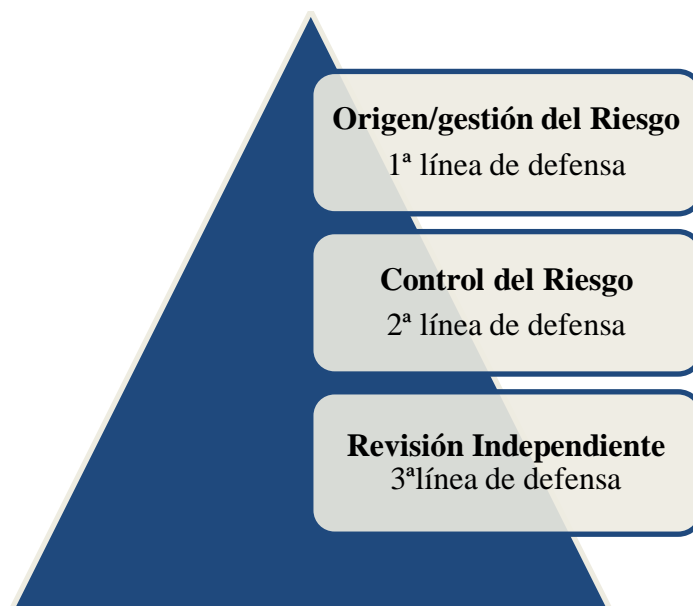 Origen/gestión del Riesgo
1ª línea de defensa
Control del Riesgo
2ª línea de defensa
Revisión Independiente
3ªlínea de defensa